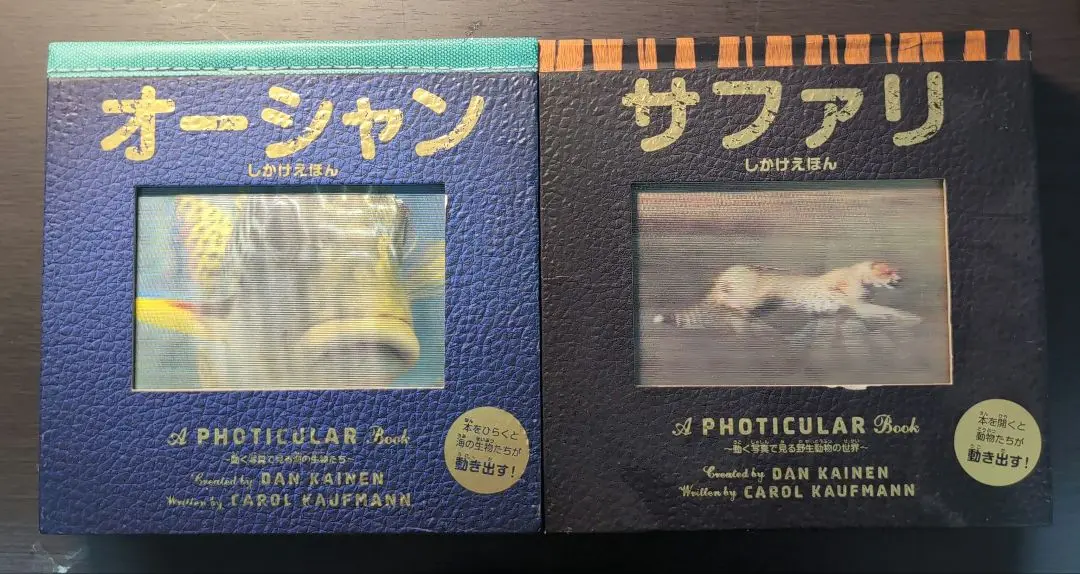 オーシャン
しかけえほん
A PHOTICULAR Book
~動く写真で見る海の生物たち~
Created by DAN KAINEN
Written by CAROL KAUFMANN
本をひらくと
海の生物たちが
動き出す!
サファリ
しかけえほん
A PHOTICULAR Book
~動く写真で見る野生動物の世界~
Created by DAN KAINEN
Written by CAROL KAUFMANN
本を開くと
動物たちが
動き出す!